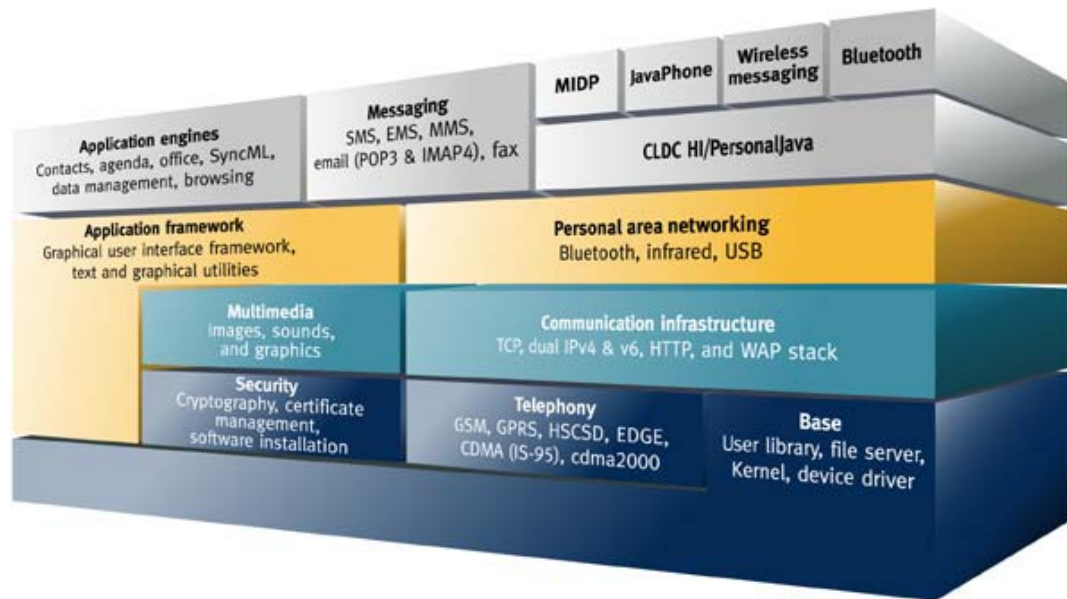 Application engines
Contacts, agenda, office, SyncML,
data management, browsing
Messaging
SMS, EMS, MMS,
email (POP3 & IMAP4), fax
MIDP
JavaPhone
Wireless
messaging
Bluetooth
CLDC HI/PersonalJava
Application framework
Graphical user interface framework,
text and graphical utilities
Personal area networking
Bluetooth, infrared, USB
Multimedia
Images, sounds,
and graphics
Communication infrastructure
TCP, dual IPv4 & v6, HTTP, and WAP stack
Security
Cryptography, certificate
management,
software installation
Telephony
GSM, GPRS, HSCSD, EDGE,
CDMA (IS-95), cdma2000
Base
User library, file server,
Kernel, device driver